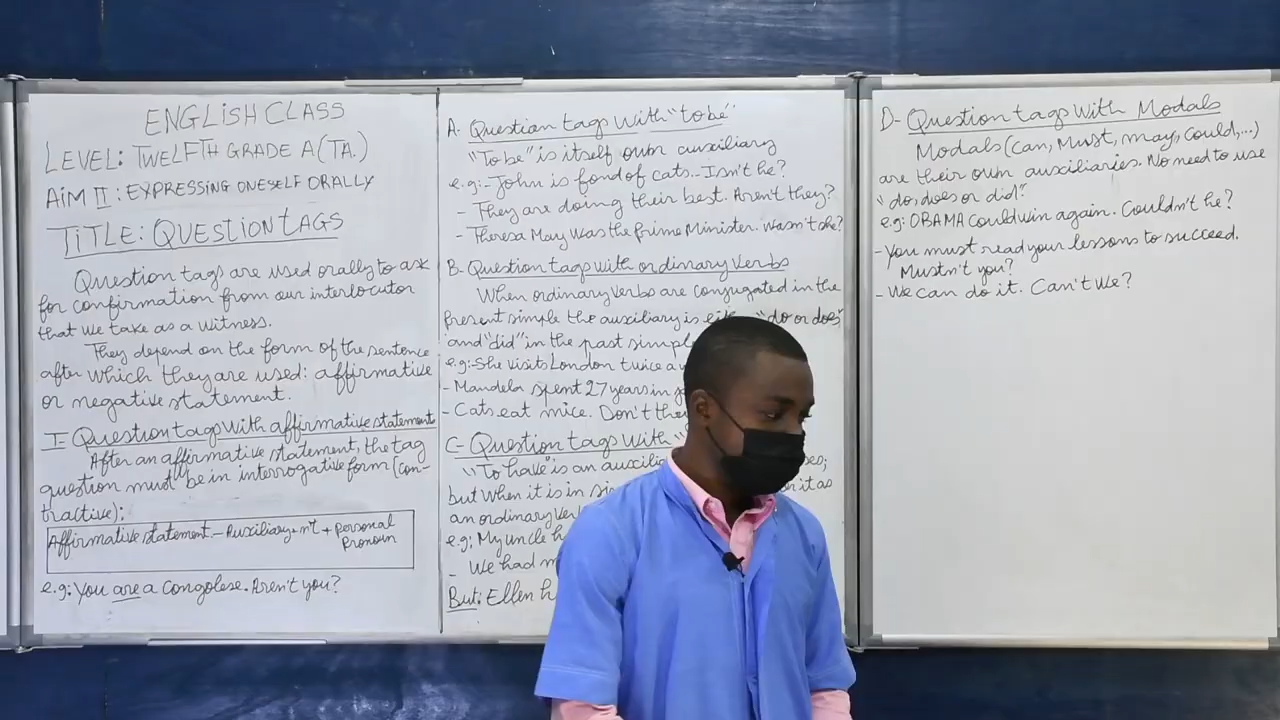 ENGLISH CLASS
LEVEL: TWELFTH GRADE A (TA.)
AIM II : EXPRESSING ONESELF ORALLY
TITLE: QUESTION TAGS
Question tags are used orally to ask
for confirmation from our interlocutor
that we take as a witness.
They depend on the form of the sentence
after which they are used: affirmative
or negative statement.
I- Question tags with affirmative statement
After an affirmative statement, the tag
question must be in interrogative form (con-
tractive):
Affirmative statement - Auxiliary + n't + personal
pronoun
e.g: You are a Congolese. Aren't you?
A- Question tags with "to be"
"To be" is itself own auxiliary
e.g:- John is fond of cats.. Isn't he?
- They are doing their best. Aren't they?
- Theresa May was the prime Minister. Wasn't she?
B- Question tags with ordinary verbs
When ordinary verbs are conjugated in the
present simple the auxiliary is "do or does"
and "did" in the past
e.g:- She visits London twice a
- Mandela spent 27 years in
- Cats eat mice. Don't
C- Question tags with "
"To have" is an
but when it is in it as
an ordinary
e.g; My uncle
- We had
But: Ellen
D- Question tags with Modals
Modals (can, Must, may, could,...)
are their own auxiliaries. No need to use
"do, does or did"
e.g: OBAMA could win again. Couldn't he?
- You must read your lessons to succeed.
Mustn't you?
- We can do it. Can't we?